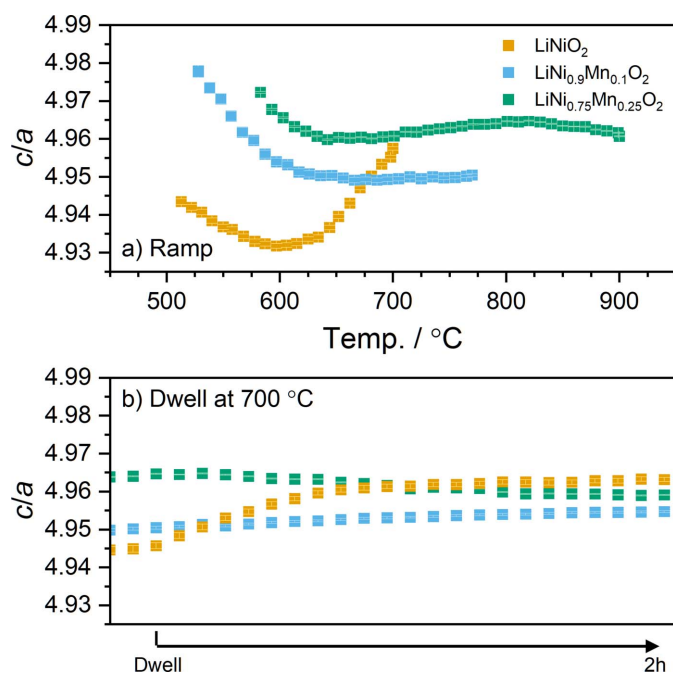 4.99
4.98
4.97
4.96
4.95
4.94
4.93
c/a
LiNiO₂
LiNi₀.₉Mn₀.₁O₂
LiNi₀.₇₅Mn₀.₂₅O₂
a) Ramp
500 600 700 800 900
Temp. / °C
4.99
4.98
4.97
4.96
4.95
4.94
4.93
c/a
b) Dwell at 700 °C
Dwell 2h